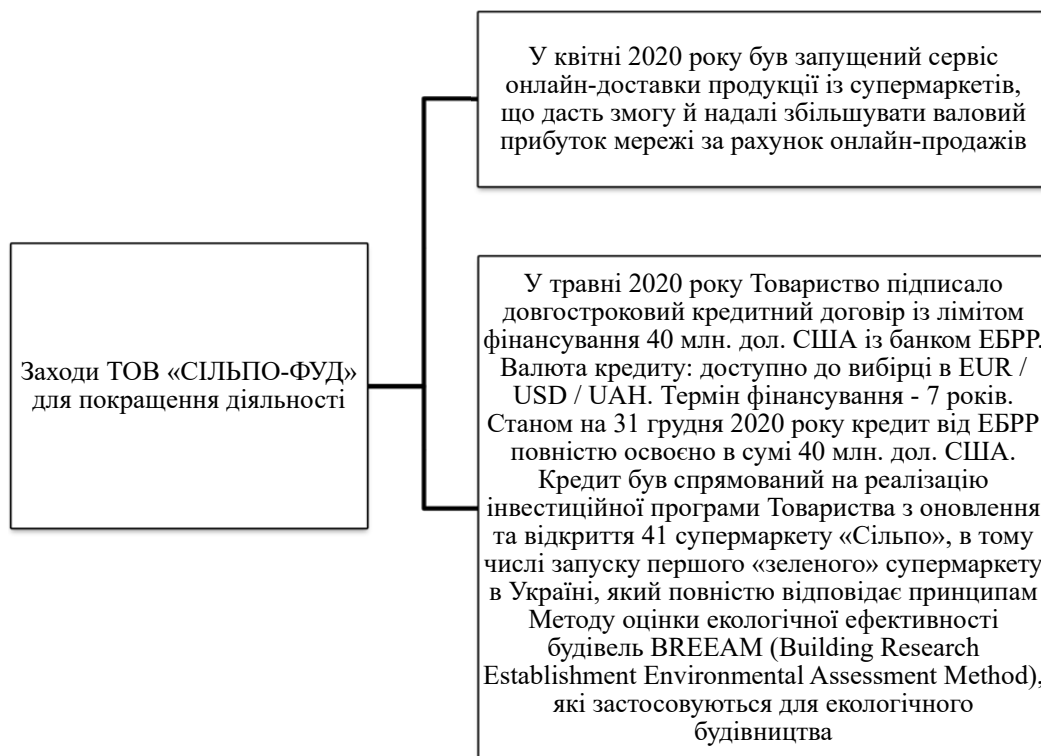 У квітні 2020 року був запущений сервіс
онлайн-доставки продукції із супермаркетів,
що дасть змогу й надалі збільшувати валовий
прибуток мережі за рахунок онлайн-продажів
Заходи ТОВ «СІЛЬПО-ФУД»
для покращення діяльності
У травні 2020 року Товариство підписало
довгостроковий кредитний договір із лімітом
фінансування 40 млн. дол. США із банком ЕБРР.
Валюта кредиту: доступно до вибірці в EUR /
USD / UAH. Термін фінансування - 7 років.
Станом на 31 грудня 2020 року кредит від ЕБРР
повністю освоєно в сумі 40 млн. дол. США.
Кредит був спрямований на реалізацію
інвестиційної програми Товариства з оновлення
та відкриття 41 супермаркету «Сільпо», в тому
числі запуску першого «зеленого» супермаркету
в Україні, який повністю відповідає принципам
Методу оцінки екологічної ефективності
будівель BREEAM (Building Research
Establishment Environmental Assessment Method),
які застосовуються для екологічного
будівництва